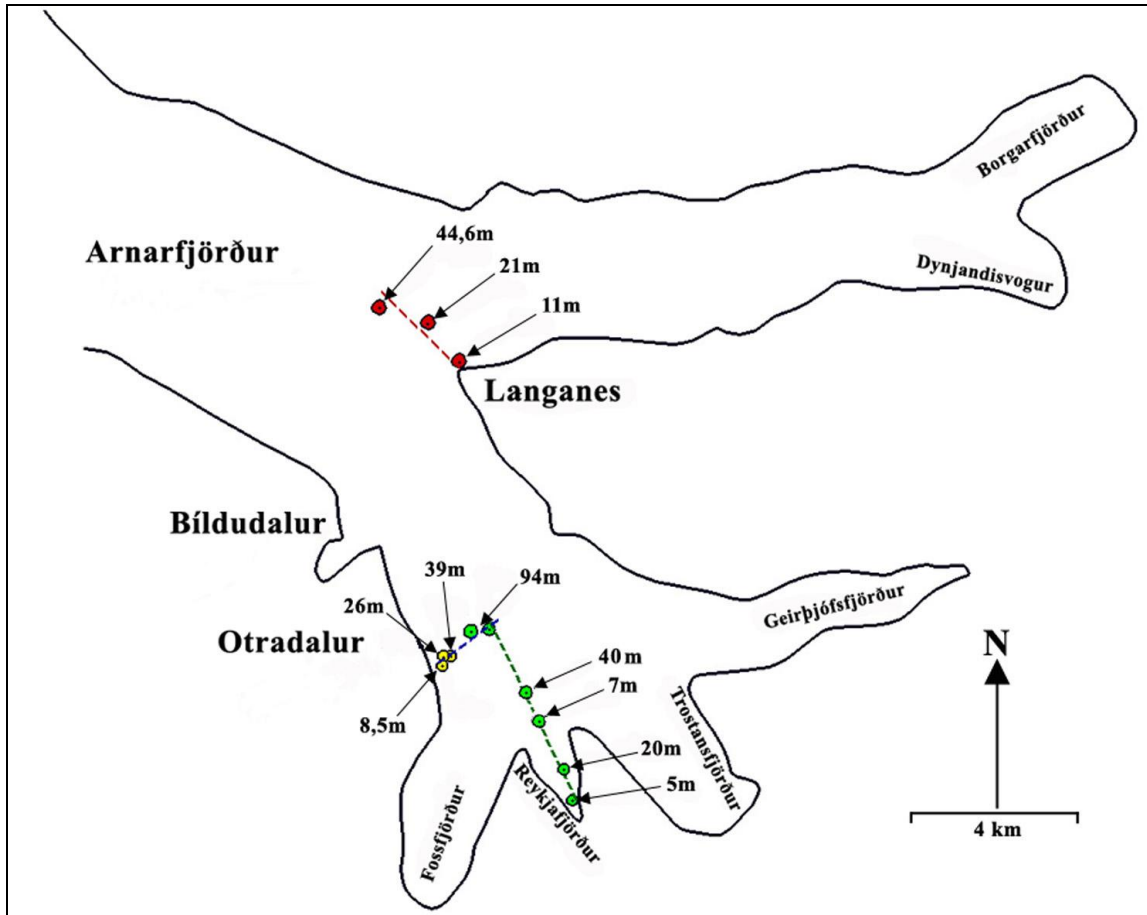 Borgarfjörður
44,6m
Arnarfjörður
21m
Dynjandisvogur
11m
Langanes
Bíldudalur
39m
94m
26m
Geirþjófsfjörður
Otradalur
N
40 m
7m
8,5m
Trostansfjörður
20m
5m
Reykjafjörður
Fossfjörður
4 km